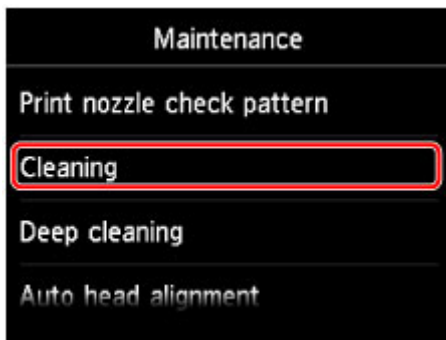 Maintenance
Print nozzle check pattern
Cleaning
Deep cleaning
Auto head alignment